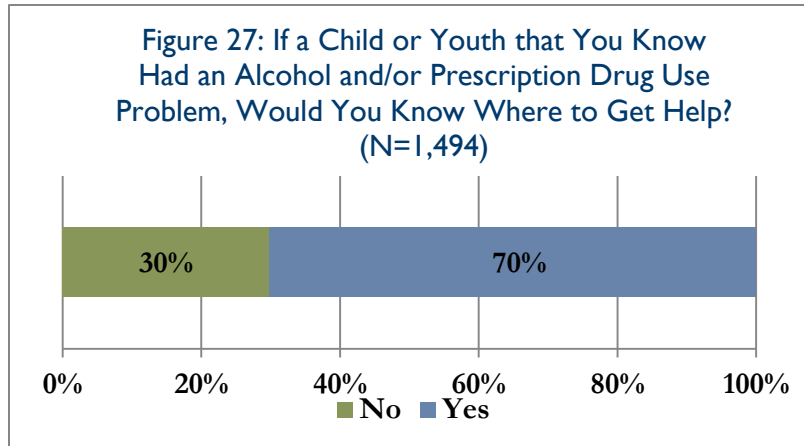 Figure 27: If a Child or Youth that You Know
Had an Alcohol and/or Prescription Drug Use
Problem, Would You Know Where to Get Help?
(N=1,494)
30% 70%
0% 20% 40% 60% 80% 100%
No Yes